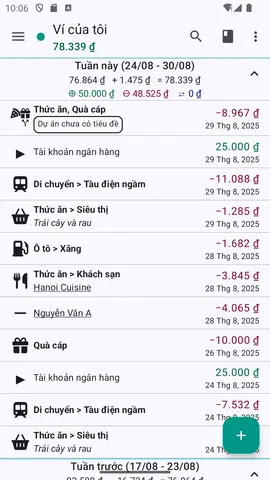 10:06
Ví của tôi
78.339 ₫
Tuần này (24/08 - 30/08)
76.864 ₫ + 1.475 ₫ = 78.339 ₫
⊕ 50.000 ₫ ⊖ 48.525 ₫ ⇄ 0 ₫
Thức ăn, Quà cáp
−8.967 ₫
Dự án chưa có tiêu đề
29 Thg 8, 2025
Tài khoản ngân hàng
25.000 ₫
29 Thg 8, 2025
Di chuyển > Tàu điện ngầm
−11.088 ₫
29 Thg 8, 2025
Thức ăn > Siêu thị
−1.285 ₫
Trái cây và rau
29 Thg 8, 2025
Ô tô > Xăng
−1.682 ₫
28 Thg 8, 2025
Thức ăn > Khách sạn
−3.845 ₫
Hanoi Cuisine
28 Thg 8, 2025
Nguyễn Văn A
−4.065 ₫
28 Thg 8, 2025
Quà cáp
−10.000 ₫
26 Thg 8, 2025
Tài khoản ngân hàng
25.000 ₫
24 Thg 8, 2025
Di chuyển > Tàu điện ngầm
−7.532 ₫
24 Thg 8, 2025
Thức ăn > Siêu thị
Trái cây và rau
24 Thg 8, 2025
Tuần trước (17/08 - 23/08)